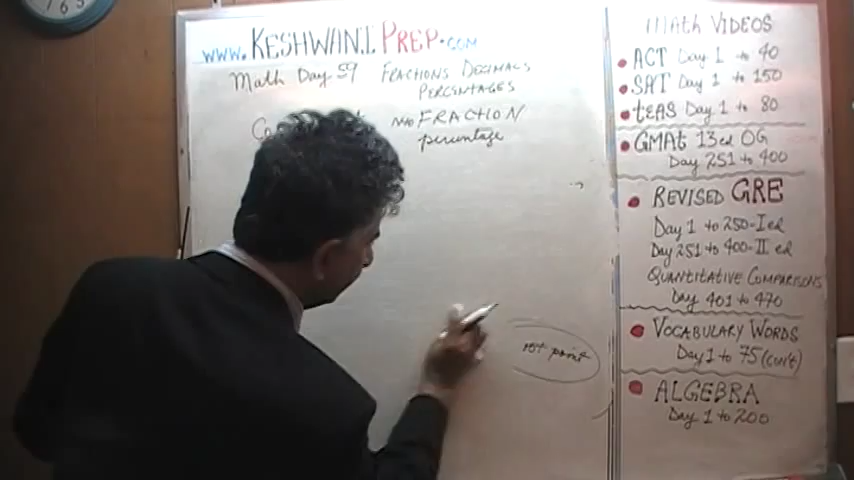 www.KESHWANI PREP.com
Math Day 59 FRACTIONS DECIMALS
PERCENTAGES
FRACTION
percentage
MATH VIDEOS
ACT Day 1 to 40
SAT Day 1 to 150
tEAS Day 1 to 80
GMAt 13ed OG
Day 251 to 400
REVISED GRE
Day 1 to 250-I ed
Day 251 to 400-II ed
QUANTITATIVE COMPARISONS
Day 401 to 470
VOCABULARY WORDS
Day 1 to 75 (con't)
ALGEBRA
Day 1 to 200